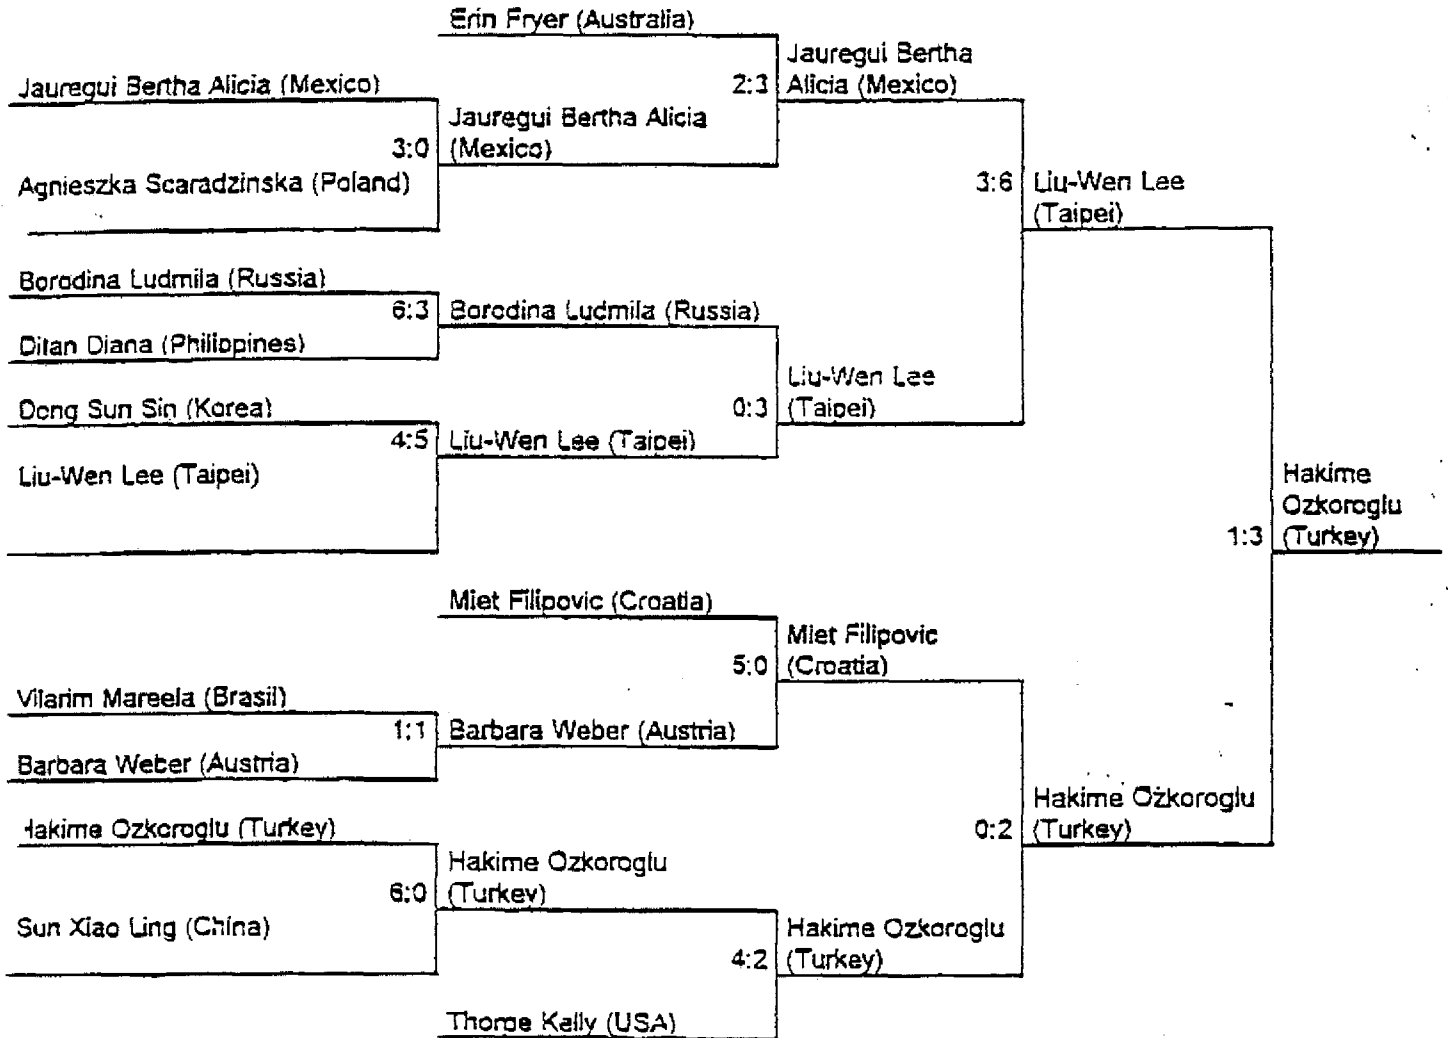 Erin Fryer (Australia)
Jauregui Bertha
Alicia (Mexico)
2:3
Jauregui Bertha Alicia (Mexico)
Jauregui Bertha Alicia
(Mexico)
3:0
Agnieszka Scaradzinska (Poland)
3:6
Liu-Wen Lee
(Taipei)
Borodina Ludmila (Russia)
6:3
Borodina Ludmila (Russia)
Dilan Diana (Philippines)
Liu-Wen Lee
(Taipei)
0:3
Dong Sun Sin (Korea)
4:5
Liu-Wen Lee (Taipei)
Liu-Wen Lee (Taipei)
Hakime
Ozkoroglu
(Turkey)
1:3
Miet Filipovic (Croatia)
Miet Filipovic
(Croatia)
5:0
Vilarim Mareela (Brasil)
1:1
Barbara Weber (Austria)
Barbara Weber (Austria)
Hakime Ozkoroglu
(Turkey)
0:2
Hakime Ozkoroglu (Turkey)
Hakime Ozkoroglu
(Turkey)
6:0
Sun Xiao Ling (China)
Hakime Ozkoroglu
(Turkey)
4:2
Thorpe Kelly (USA)